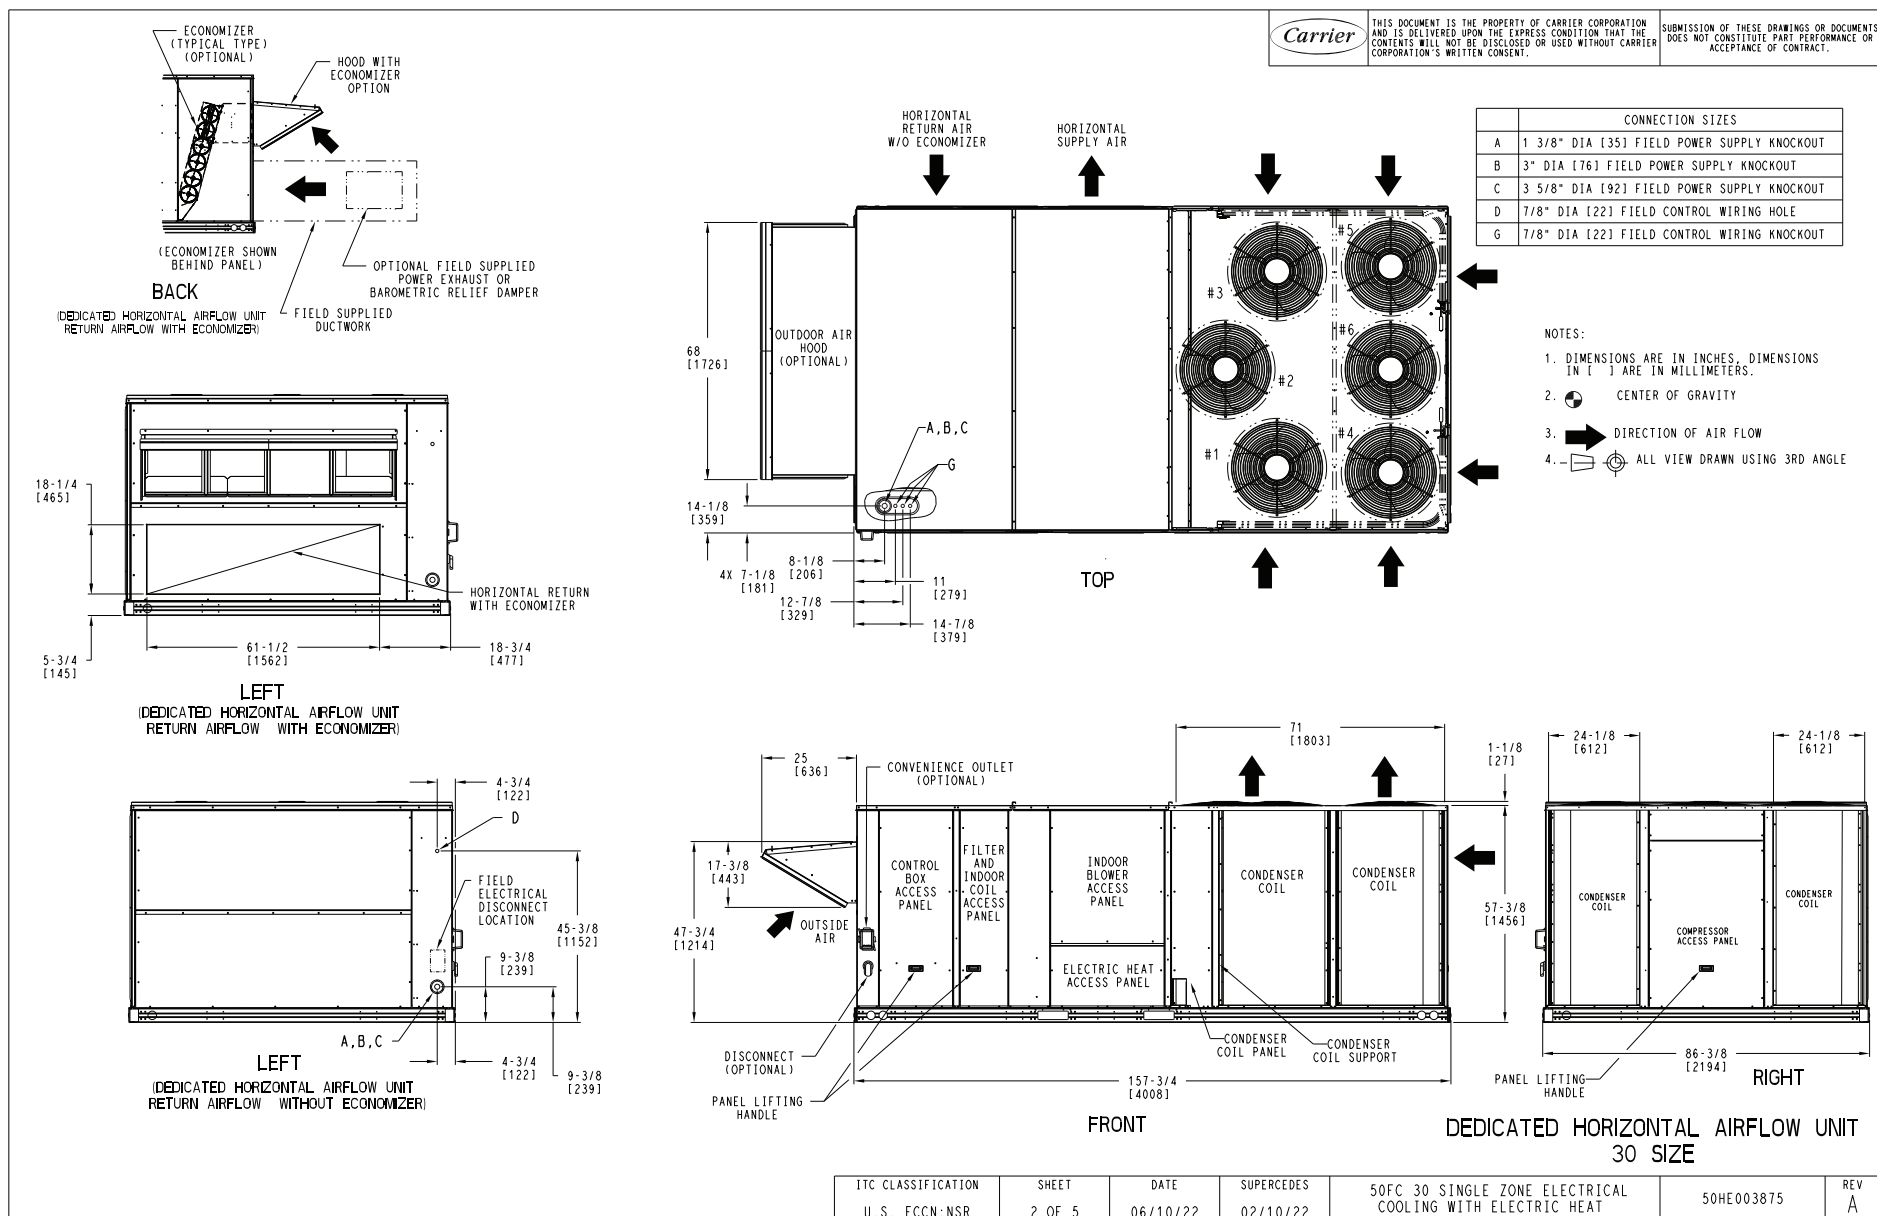 Carrier
THIS DOCUMENT IS THE PROPERTY OF CARRIER CORPORATION
AND IS DELIVERED UPON THE EXPRESS CONDITION THAT THE
CONTENTS WILL NOT BE DISCLOSED OR USED WITHOUT CARRIER
CORPORATION'S WRITTEN CONSENT.
SUBMISSION OF THESE DRAWINGS OR DOCUMENTS
DOES NOT CONSTITUTE PART PERFORMANCE OR
ACCEPTANCE OF CONTRACT.
ECONOMIZER
(TYPICAL TYPE)
(OPTIONAL)
HOOD WITH
ECONOMIZER
OPTION
(ECONOMIZER SHOWN
BEHIND PANEL)
OPTIONAL FIELD SUPPLIED
POWER EXHAUST OR
BAROMETRIC RELIEF DAMPER
BACK
(DEDICATED HORIZONTAL AIRFLOW UNIT
RETURN AIRFLOW WITH ECONOMIZER)
FIELD SUPPLIED
DUCTWORK
HORIZONTAL
RETURN AIR
W/O ECONOMIZER
HORIZONTAL
SUPPLY AIR
CONNECTION SIZES
A 1 3/8" DIA [35] FIELD POWER SUPPLY KNOCKOUT
B 3" DIA [76] FIELD POWER SUPPLY KNOCKOUT
C 3 5/8" DIA [92] FIELD POWER SUPPLY KNOCKOUT
D 7/8" DIA [22] FIELD CONTROL WIRING HOLE
G 7/8" DIA [22] FIELD CONTROL WIRING KNOCKOUT
#5
#3
#6
#2
#4
#1
68
[1726]
OUTDOOR AIR
HOOD
(OPTIONAL)
A,B,C
G
14-1/8
[359]
4X 7-1/8
[181]
8-1/8
[206]
11
[279]
12-7/8
[329]
14-7/8
[379]
TOP
NOTES:
1. DIMENSIONS ARE IN INCHES, DIMENSIONS
IN [ ] ARE IN MILLIMETERS.
2. CENTER OF GRAVITY
3. DIRECTION OF AIR FLOW
4. ALL VIEW DRAWN USING 3RD ANGLE
18-1/4
[465]
HORIZONTAL RETURN
WITH ECONOMIZER
5-3/4
[145]
61-1/2
[1562]
18-3/4
[477]
LEFT
(DEDICATED HORIZONTAL AIRFLOW UNIT
RETURN AIRFLOW WITH ECONOMIZER)
4-3/4
[122]
D
FIELD
ELECTRICAL
DISCONNECT
LOCATION
45-3/8
[1152]
9-3/8
[239]
A,B,C
4-3/4
[122]
9-3/8
[239]
LEFT
(DEDICATED HORIZONTAL AIRFLOW UNIT
RETURN AIRFLOW WITHOUT ECONOMIZER)
25
[636]
CONVENIENCE OUTLET
(OPTIONAL)
71
[1803]
1-1/8
[27]
17-3/8
[443]
47-3/4
[1214]
OUTSIDE
AIR
CONTROL
BOX
ACCESS
PANEL
FILTER
AND
INDOOR
COIL
ACCESS
PANEL
INDOOR
BLOWER
ACCESS
PANEL
ELECTRIC HEAT
ACCESS PANEL
CONDENSER
COIL
CONDENSER
COIL
57-3/8
[1456]
DISCONNECT
(OPTIONAL)
PANEL LIFTING
HANDLE
CONDENSER
COIL PANEL
CONDENSER
COIL SUPPORT
157-3/4
[4008]
FRONT
24-1/8
[612]
24-1/8
[612]
CONDENSER
COIL
CONDENSER
COIL
COMPRESSOR
ACCESS PANEL
PANEL LIFTING
HANDLE
86-3/8
[2194]
RIGHT
DEDICATED HORIZONTAL AIRFLOW UNIT
30 SIZE
ITC CLASSIFICATION
U.S. ECCN:NSR
SHEET
2 OF 5
DATE
06/10/22
SUPERCEDES
02/10/22
50FC 30 SINGLE ZONE ELECTRICAL
COOLING WITH ELECTRIC HEAT
50HE003875
REV
A